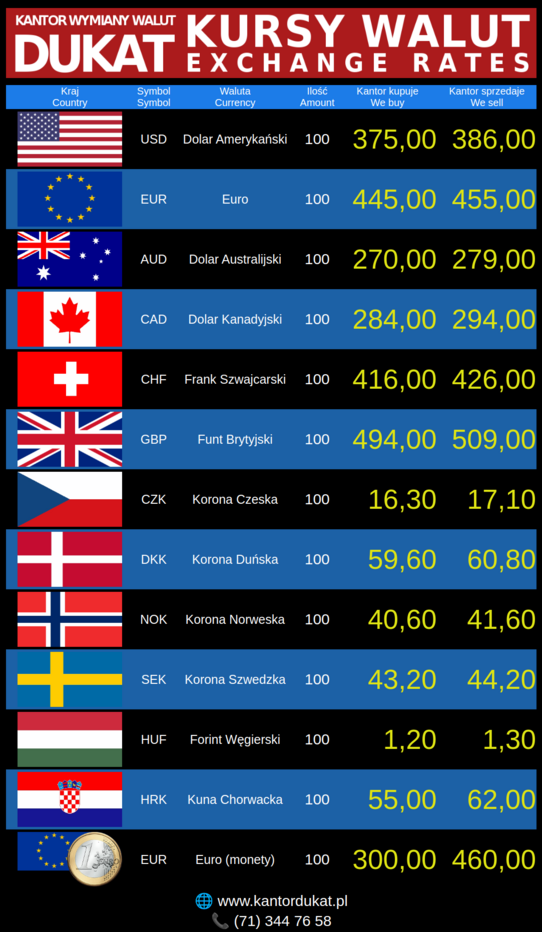 KANTOR WYMIANY WALUT
DUKAT
KURSY WALUT
EXCHANGE RATES
Kraj Symbol Waluta Ilość Kantor kupuje Kantor sprzedaje
Country Symbol Currency Amount We buy We sell
USD Dolar Amerykański 100 375,00 386,00
EUR Euro 100 445,00 455,00
AUD Dolar Australijski 100 270,00 279,00
CAD Dolar Kanadyjski 100 284,00 294,00
CHF Frank Szwajcarski 100 416,00 426,00
GBP Funt Brytyjski 100 494,00 509,00
CZK Korona Czeska 100 16,30 17,10
DKK Korona Duńska 100 59,60 60,80
NOK Korona Norweska 100 40,60 41,60
SEK Korona Szwedzka 100 43,20 44,20
HUF Forint Węgierski 100 1,20 1,30
HRK Kuna Chorwacka 100 55,00 62,00
EUR Euro (monety) 100 300,00 460,00
www.kantordukat.pl
(71) 344 76 58